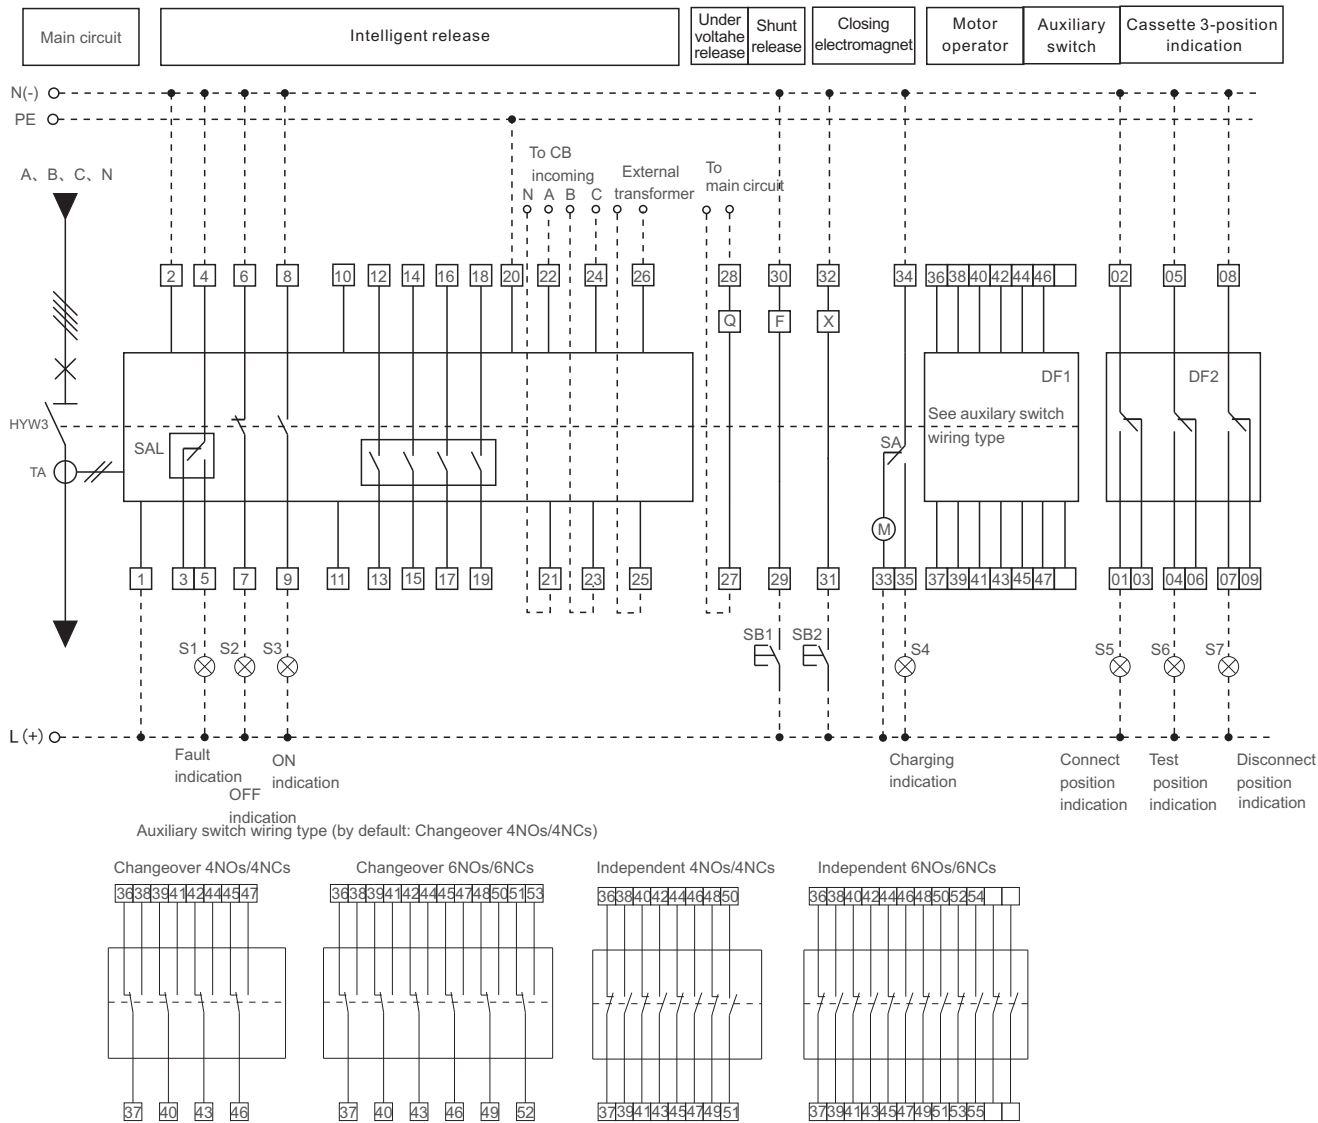 Main circuit
Intelligent release
Under
voltahe
release
Shunt
release
Closing
electromagnet
Motor
operator
Auxiliary
switch
Cassette 3-position
indication
N(-)
PE
A、B、C、N
To CB
incoming
N A B C
External
transformer
To
main circuit
2 4 6 8 10 12 14 16 18 20 22 24 26 28 30 32 34 36 38 40 42 44 46 02 05 08
Q F X
HYW3
TA
SAL
SA
M
DF1
See auxilary switch
wiring type
DF2
1 3 5 7 9 11 13 15 17 19 21 23 25 27 29 31 33 35 37 39 41 43 45 47 01 03 04 06 07 09
S1 S2 S3 SB1 SB2 S4 S5 S6 S7
L(+)
Fault
indication
OFF
indication
ON
indication
Charging
indication
Connect
position
indication
Test
position
indication
Disconnect
position
indication
Auxiliary switch wiring type (by default: Changeover 4NOs/4NCs)
Changeover 4NOs/4NCs
36 38 39 41 42 44 45 47
37 40 43 46
Changeover 6NOs/6NCs
36 38 39 41 42 44 45 47 48 50 51 53
37 40 43 46 49 52
Independent 4NOs/4NCs
36 38 40 42 44 46 48 50
37 39 41 43 45 47 49 51
Independent 6NOs/6NCs
36 38 40 42 44 46 48 50 52 54
37 39 41 43 45 47 49 51 53 55